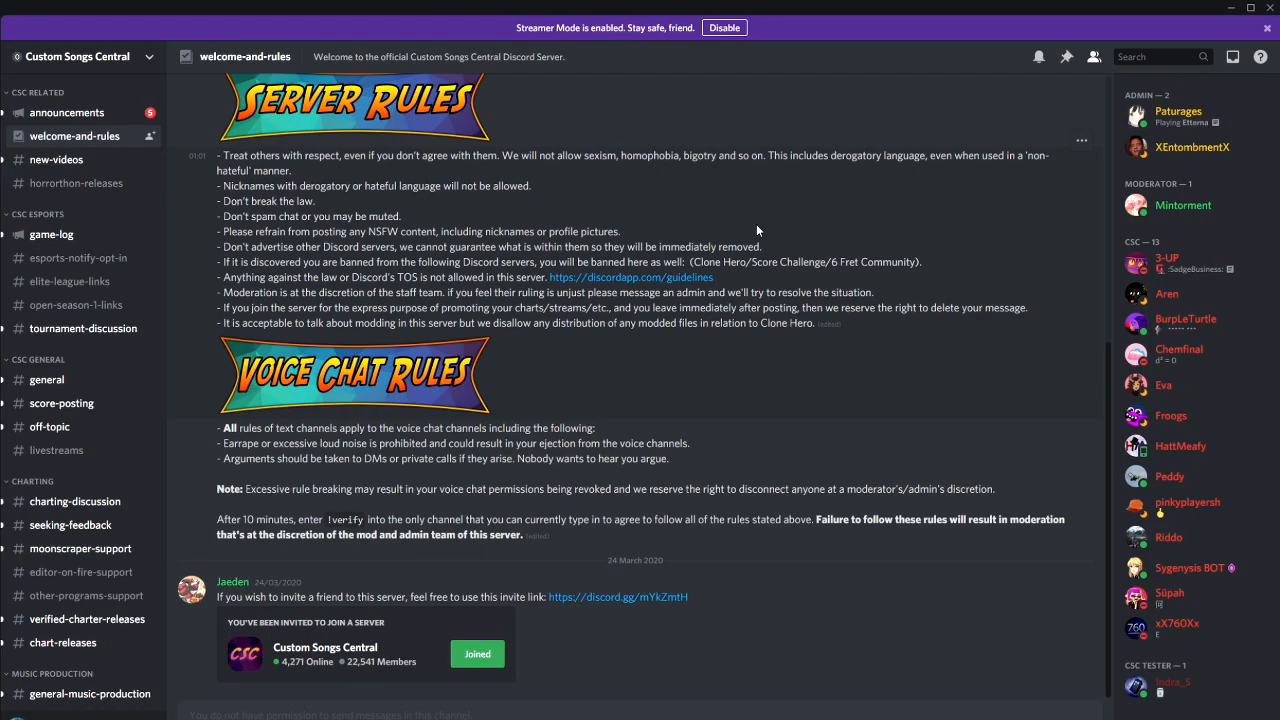 Streamer Mode is enabled. Stay safe, friend. Disable
Custom Songs Central
welcome-and-rules Welcome to the official Custom Songs Central Discord Server. Search
CSC RELATED
announcements 5
welcome-and-rules
new-videos
horrorthon-releases
CSC ESPORTS
game-log
esports-notify-opt-in
elite-league-links
open-season-1-links
tournament-discussion
CSC GENERAL
general
score-posting
off-topic
livestreams
CHARTING
charting-discussion
seeking-feedback
moonscraper-support
editor-on-fire-support
other-programs-support
verified-charter-releases
chart-releases
MUSIC PRODUCTION
general-music-production
SERVER RULES
01:01 - Treat others with respect, even if you don't agree with them. We will not allow sexism, homophobia, bigotry and so on. This includes derogatory language, even when used in a 'non-
hateful' manner.
- Nicknames with derogatory or hateful language will not be allowed.
- Don't break the law.
- Don't spam chat or you may be muted.
- Please refrain from posting any NSFW content, including nicknames or profile pictures.
- Don't advertise other Discord servers, we cannot guarantee what is within them so they will be immediately removed.
- If it is discovered you are banned from the following Discord servers, you will be banned here as well: (Clone Hero/Score Challenge/6 Fret Community).
- Anything against the law or Discord's TOS is not allowed in this server. https://discordapp.com/guidelines
- Moderation is at the discretion of the staff team. if you feel their ruling is unjust please message an admin and we'll try to resolve the situation.
- If you join the server for the express purpose of promoting your charts/streams/etc., and you leave immediately after posting, then we reserve the right to delete your message.
- It is acceptable to talk about modding in this server but we disallow any distribution of any modded files in relation to Clone Hero. (edited)
VOICE CHAT RULES
- All rules of text channels apply to the voice chat channels including the following:
- Earrape or excessive loud noise is prohibited and could result in your ejection from the voice channels.
- Arguments should be taken to DMs or private calls if they arise. Nobody wants to hear you argue.
Note: Excessive rule breaking may result in your voice chat permissions being revoked and we reserve the right to disconnect anyone at a moderator's/admin's discretion.
After 10 minutes, enter !verify into the only channel that you can currently type in to agree to follow all of the rules stated above. Failure to follow these rules will result in moderation
that's at the discretion of the mod and admin team of this server. (edited)
24 March 2020
Jaeden 24/03/2020
If you wish to invite a friend to this server, feel free to use this invite link: https://discord.gg/mYkZmtH
YOU'VE BEEN INVITED TO JOIN A SERVER
CSC Custom Songs Central
4,271 Online 22,541 Members
Joined
You do not have permission to send messages in this channel.
ADMIN — 2
Paturages
Playing Etterna
XEntombmentX
MODERATOR — 1
Mintorment
CSC — 13
3-UP
:SadgeBusiness:
Aren
BurpLeTurtle
Chemfinal
d² = 0
Eva
Froogs
HattMeafy
Peddy
pinkyplayersh
Riddo
Sygenysis BOT
Süpah
xX760Xx
760 E
CSC TESTER — 1
Indra_S